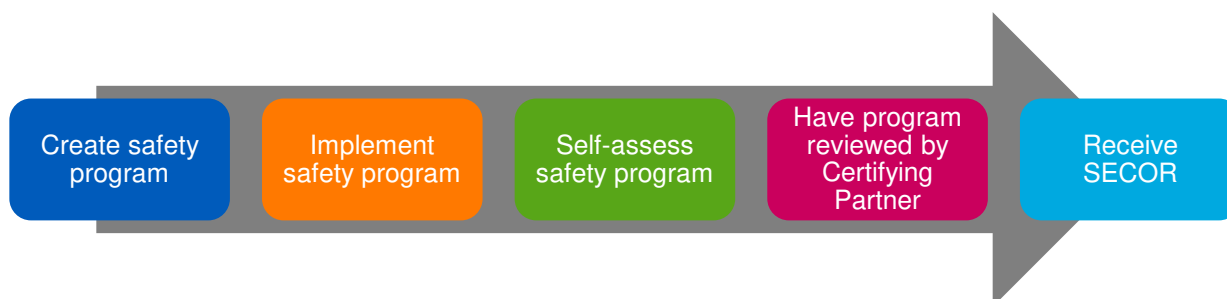 Create safety
program
Implement
safety program
Self-assess
safety program
Have program
reviewed by
Certifying
Partner
Receive
SECOR